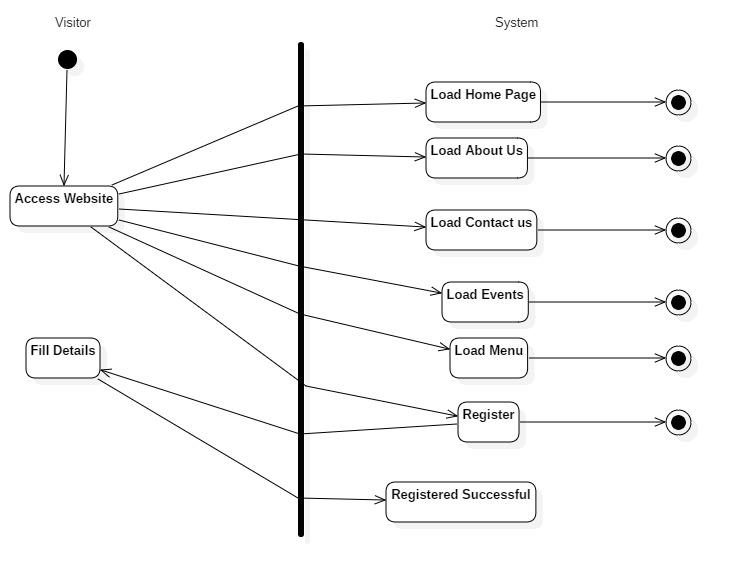 Visitor
System
Load Home Page
Load About Us
Access Website
Load Contact us
Load Events
Fill Details
Load Menu
Register
Registered Successful